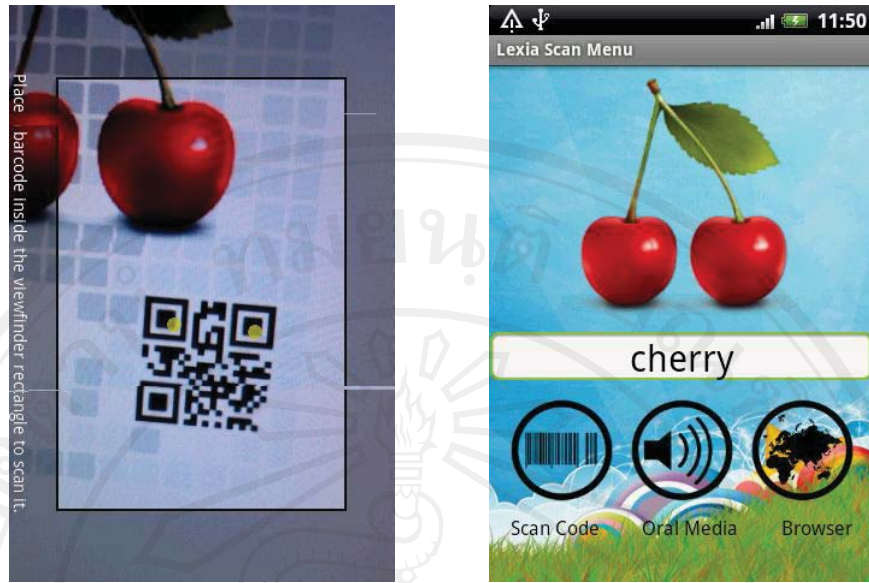 Place a barcode inside the viewfinder rectangle to scan it.
11:50
Lexia Scan Menu
cherry
Scan Code
Oral Media
Browser